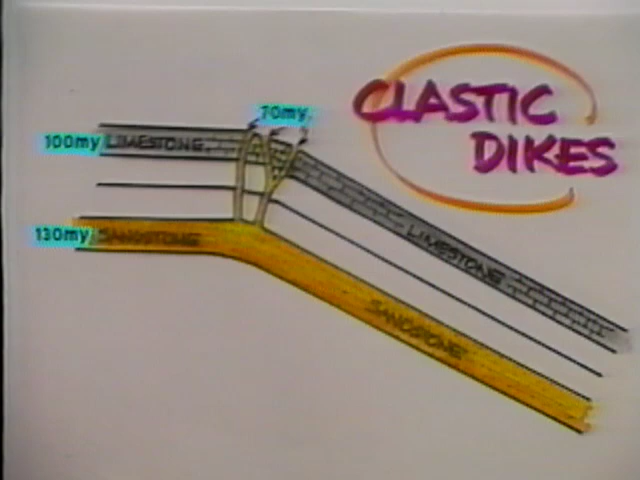 CLASTIC
DIKES
70my
100my LIMESTONE
130my SANDSTONE
LIMESTONE
SANDSTONE